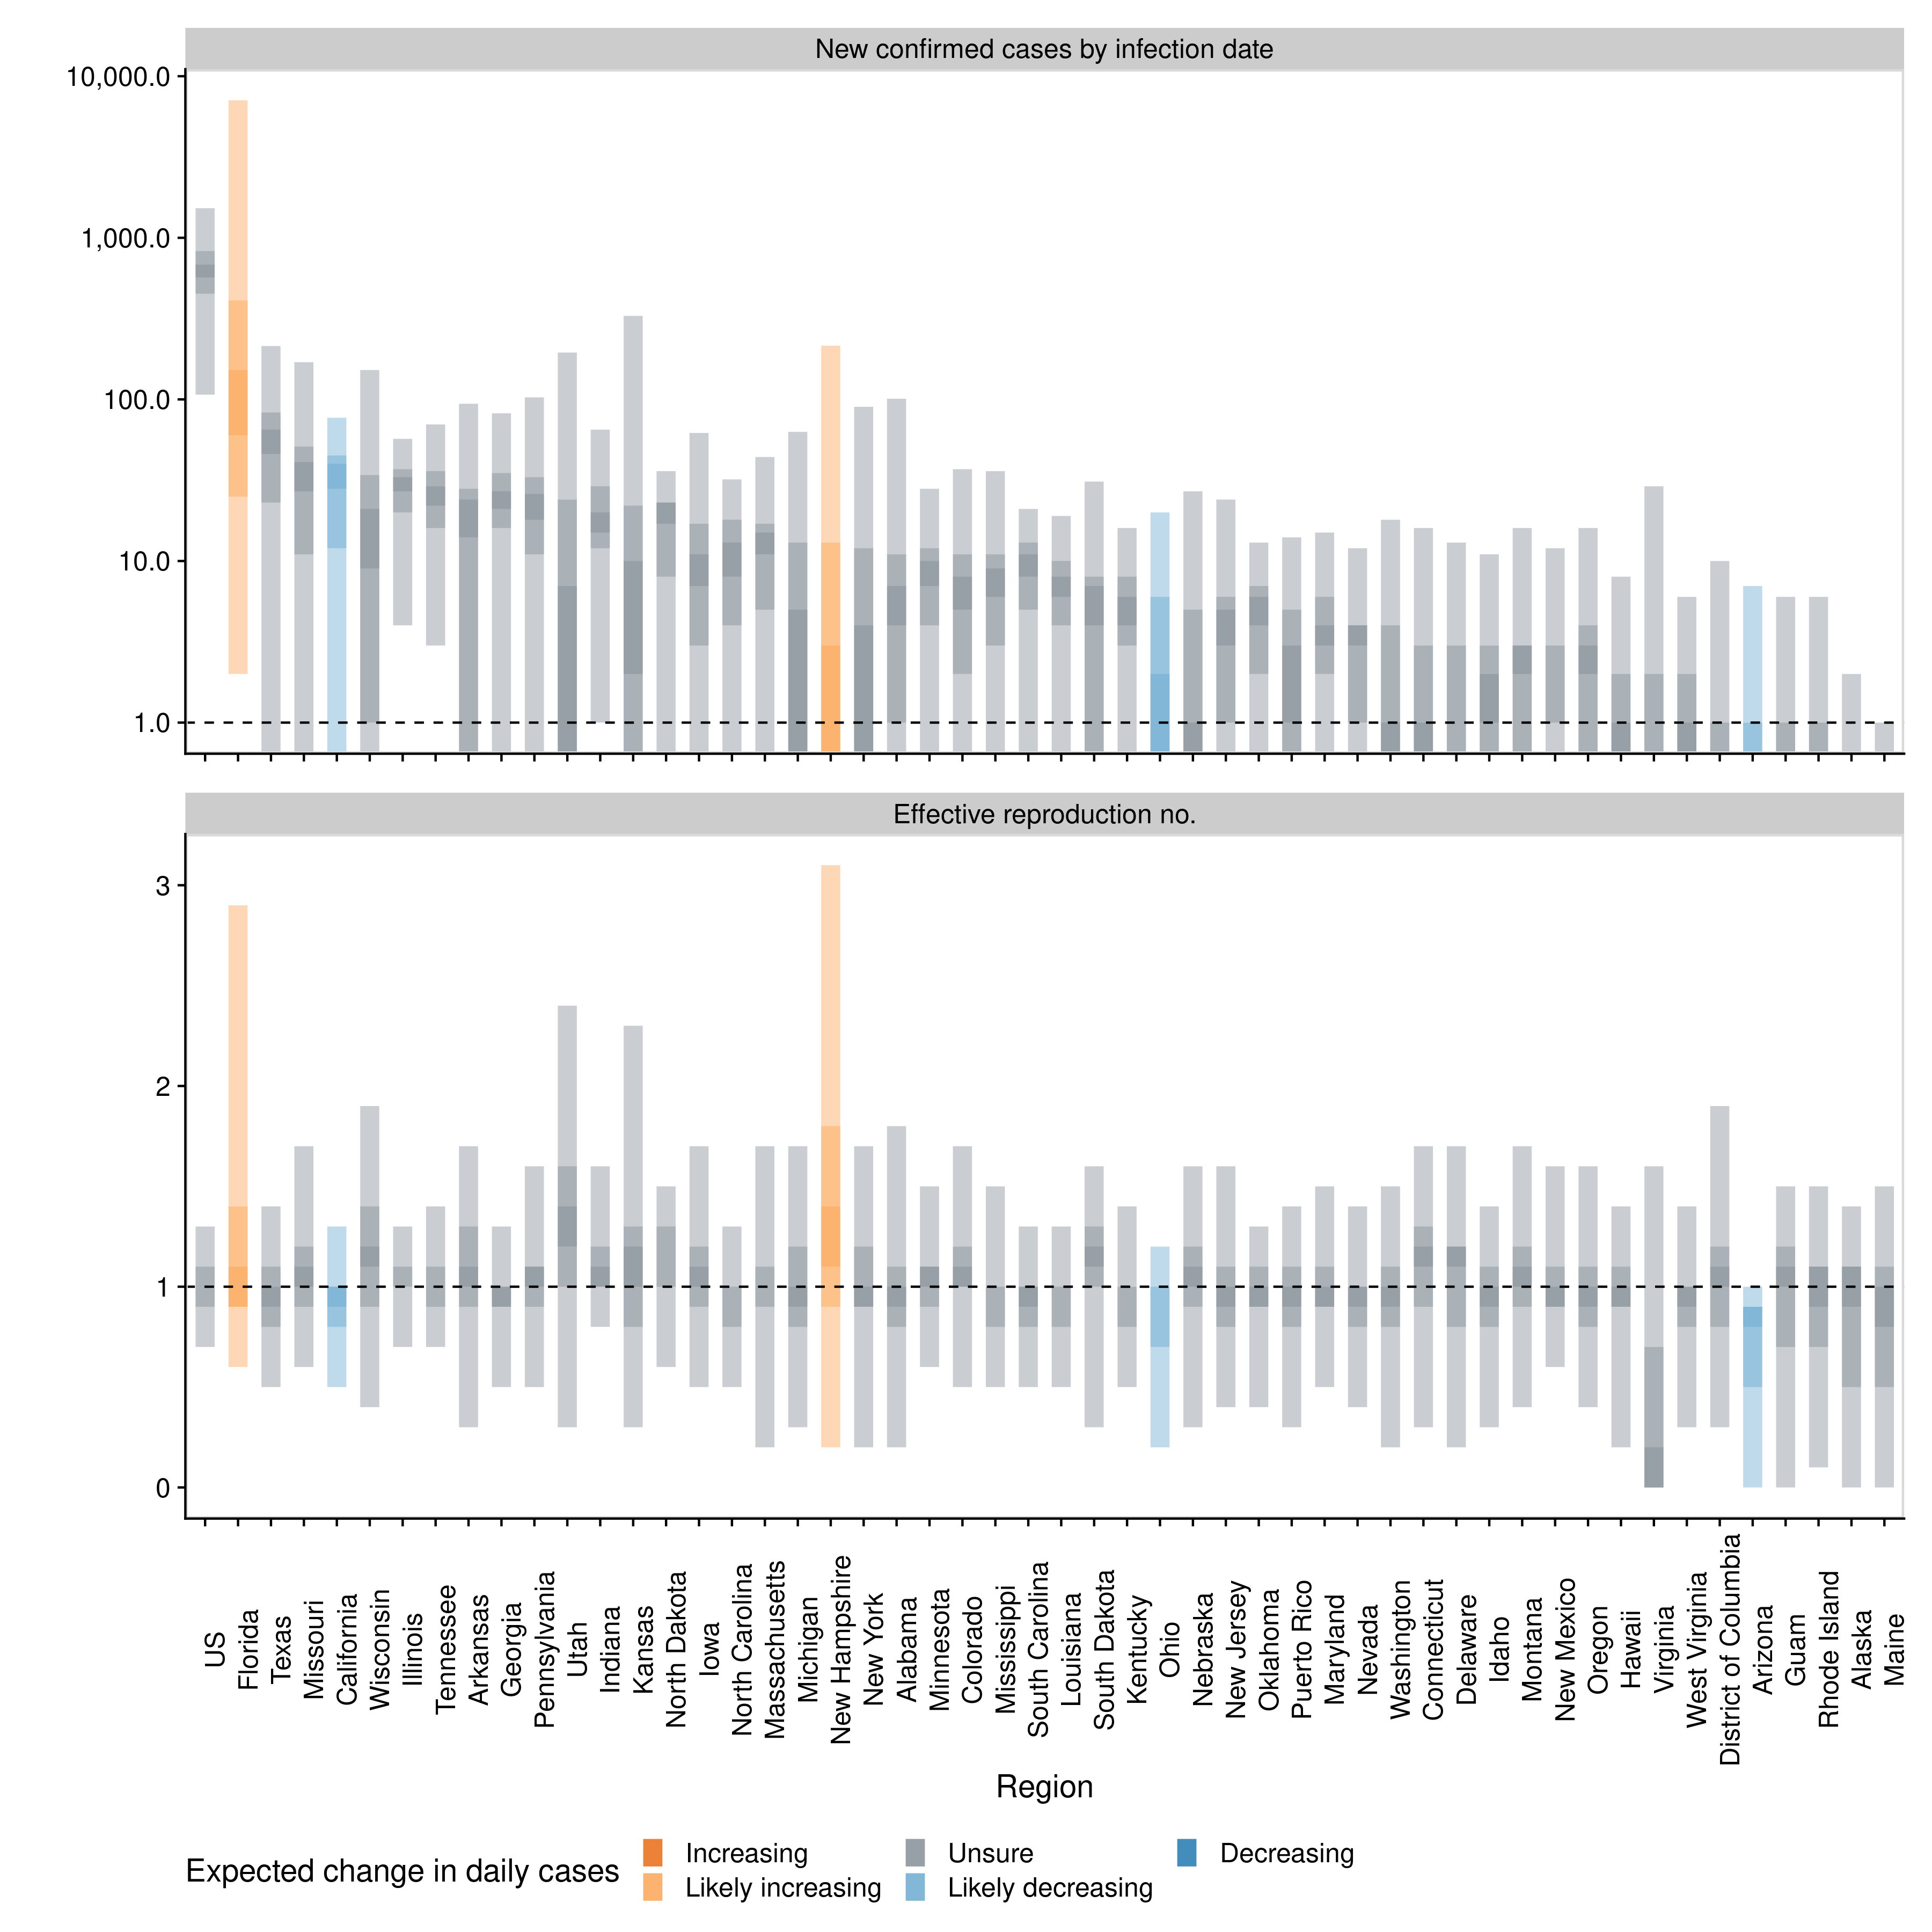 New confirmed cases by infection date
10,000.0
1,000.0
100.0
10.0
1.0
Effective reproduction no.
3
2
1
0
US
Florida
Texas
Missouri
California
Wisconsin
Illinois
Tennessee
Arkansas
Georgia
Pennsylvania
Utah
Indiana
Kansas
North Dakota
Iowa
North Carolina
Massachusetts
Michigan
New Hampshire
New York
Alabama
Minnesota
Colorado
Mississippi
South Carolina
Louisiana
South Dakota
Kentucky
Ohio
Nebraska
New Jersey
Oklahoma
Puerto Rico
Maryland
Nevada
Washington
Connecticut
Delaware
Idaho
Montana
New Mexico
Oregon
Hawaii
Virginia
West Virginia
District of Columbia
Arizona
Guam
Rhode Island
Alaska
Maine
Region
Expected change in daily cases
Increasing
Likely increasing
Unsure
Likely decreasing
Decreasing